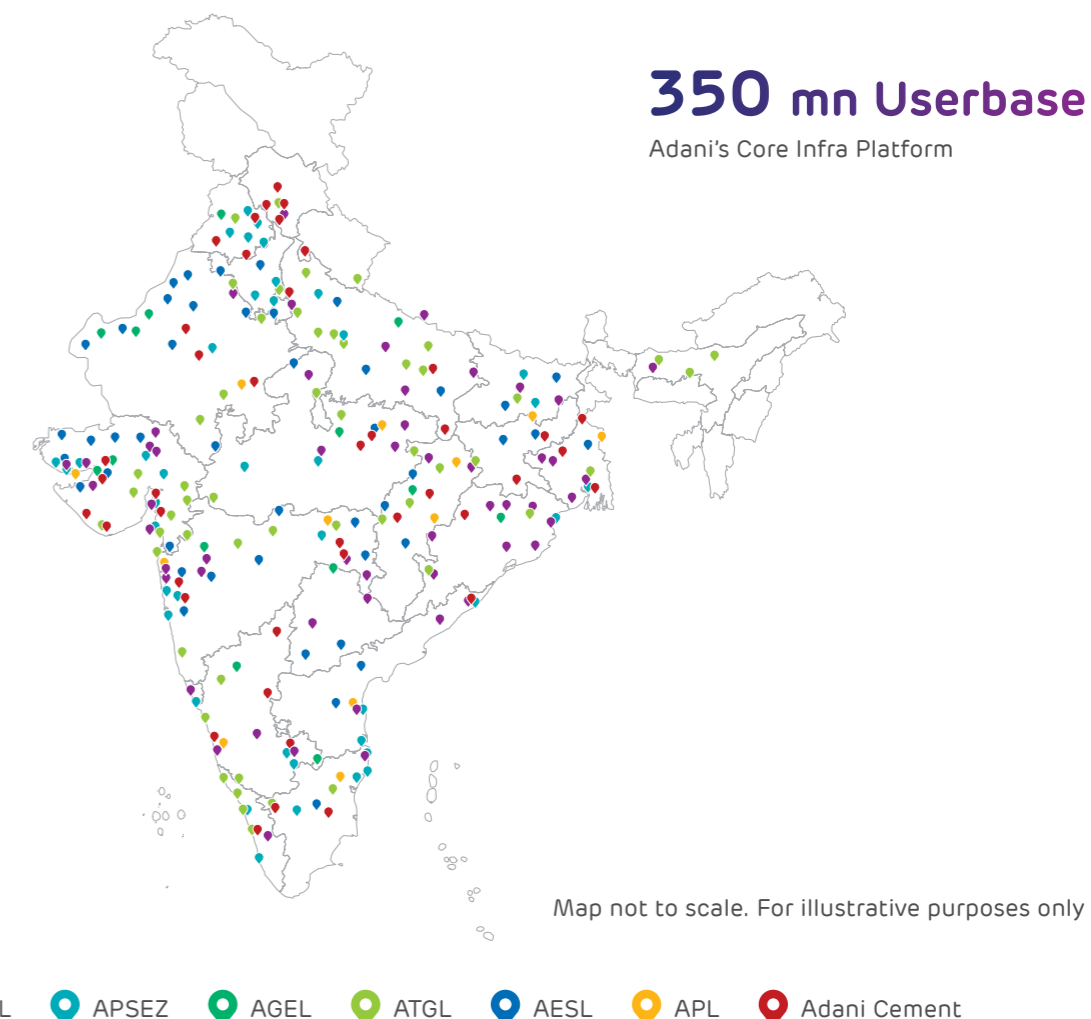 350 mn Userbase
Adani's Core Infra Platform
Map not to scale. For illustrative purposes only
L APSEZ AGEL ATGL AESL APL Adani Cement